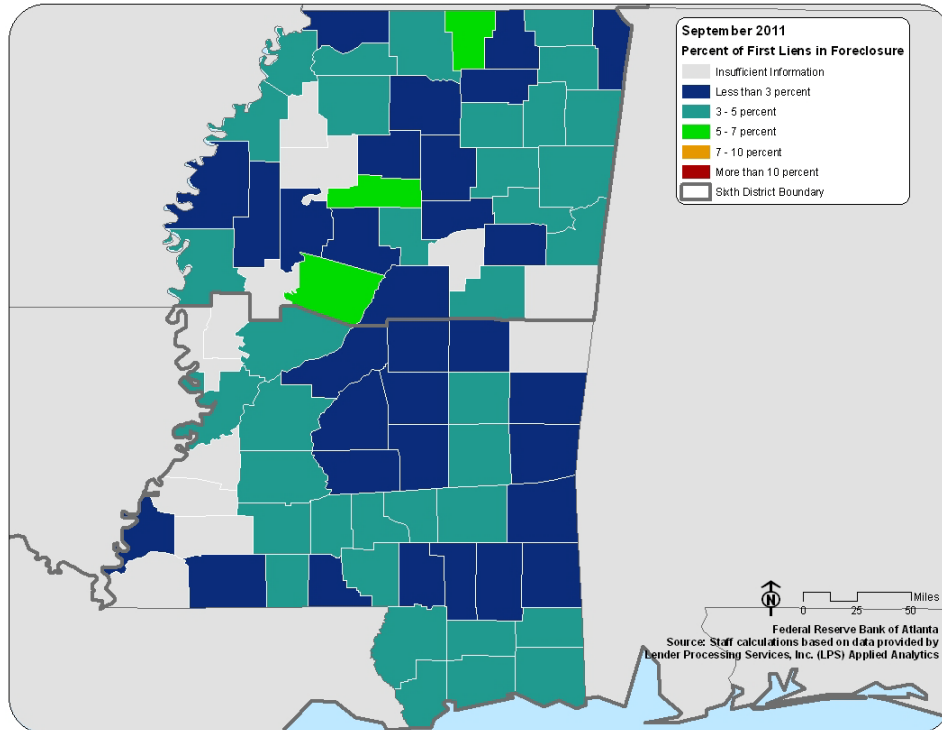 September 2011
Percent of First Liens in Foreclosure
Insufficient Information
Less than 3 percent
3 - 5 percent
5 - 7 percent
7 - 10 percent
More than 10 percent
Sixth District Boundary
N
Miles
0 25 50
Federal Reserve Bank of Atlanta
Source: Staff calculations based on data provided by
Lender Processing Services, Inc. (LPS) Applied Analytics